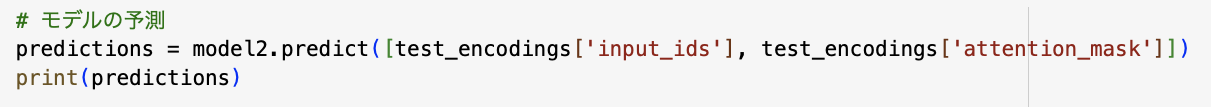 # モデルの予測
predictions = model2.predict([test_encodings['input_ids'], test_encodings['attention_mask']])
print(predictions)